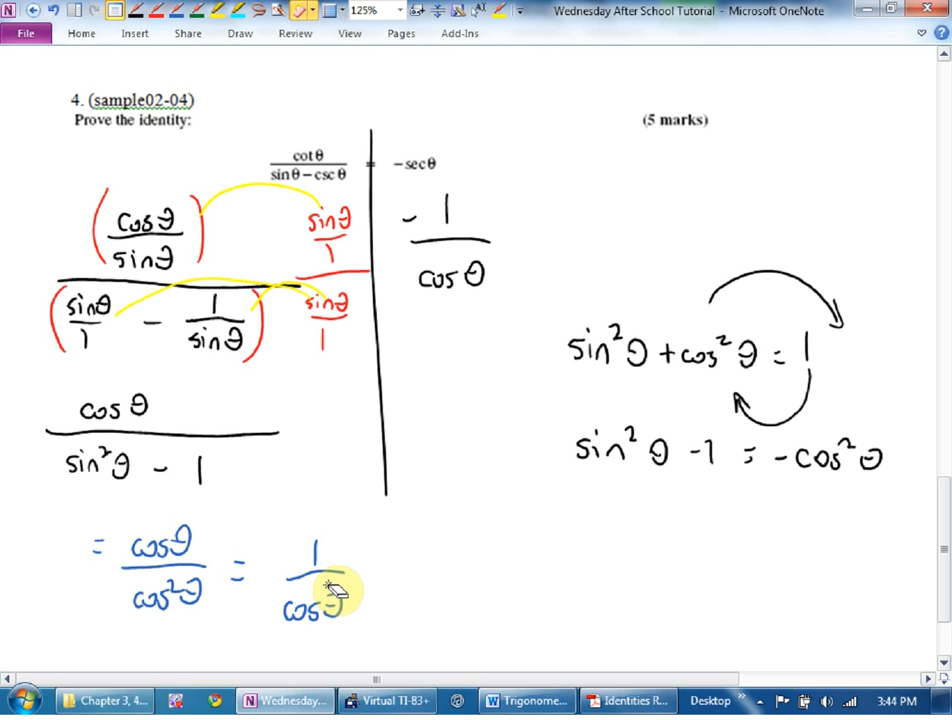 125%
Wednesday After School Tutorial - Microsoft OneNote
File Home Insert Share Draw Review View Pages Add-Ins
4. (sample02-04)
Prove the identity:
(5 marks)
cotθ
sinθ – cscθ
=
–secθ
cosθ
sinθ
sinθ
1
sinθ
1
–
1
sinθ
sinθ
1
- 1
cosθ
sin²θ + cos²θ = 1
sin²θ - 1 = - cos²θ
cosθ
sin²θ - 1
= cosθ
cos²θ
= 1
cosθ
Chapter 3, 4 Wednesday... Virtual TI-83+ Trigonome... Identities R... Desktop 3:44 PM